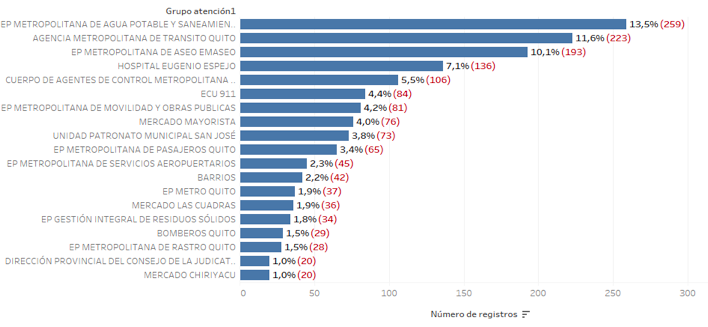 Grupo atención1
EP METROPOLITANA DE AGUA POTABLE Y SANEAMIEN.. 13,5% (259)
AGENCIA METROPOLITANA DE TRANSITO QUITO 11,6% (223)
EP METROPOLITANA DE ASEO EMASEO 10,1% (193)
HOSPITAL EUGENIO ESPEJO 7,1% (136)
CUERPO DE AGENTES DE CONTROL METROPOLITANA .. 5,5% (106)
ECU 911 4,4% (84)
EP METROPOLITANA DE MOVILIDAD Y OBRAS PUBLICAS 4,2% (81)
MERCADO MAYORISTA 4,0% (76)
UNIDAD PATRONATO MUNICIPAL SAN JOSÉ 3,8% (73)
EP METROPOLITANA DE PASAJEROS QUITO 3,4% (65)
EP METROPOLITANA DE SERVICIOS AEROPUERTARIOS 2,3% (45)
BARRIOS 2,2% (42)
EP METRO QUITO 1,9% (37)
MERCADO LAS CUADRAS 1,9% (36)
EP GESTIÓN INTEGRAL DE RESIDUOS SÓLIDOS 1,8% (34)
BOMBEROS QUITO 1,5% (29)
EP METROPOLITANA DE RASTRO QUITO 1,5% (28)
DIRECCIÓN PROVINCIAL DEL CONSEJO DE LA JUDICAT.. 1,0% (20)
MERCADO CHIRIYACU 1,0% (20)
0 50 100 150 200 250 300
Número de registros